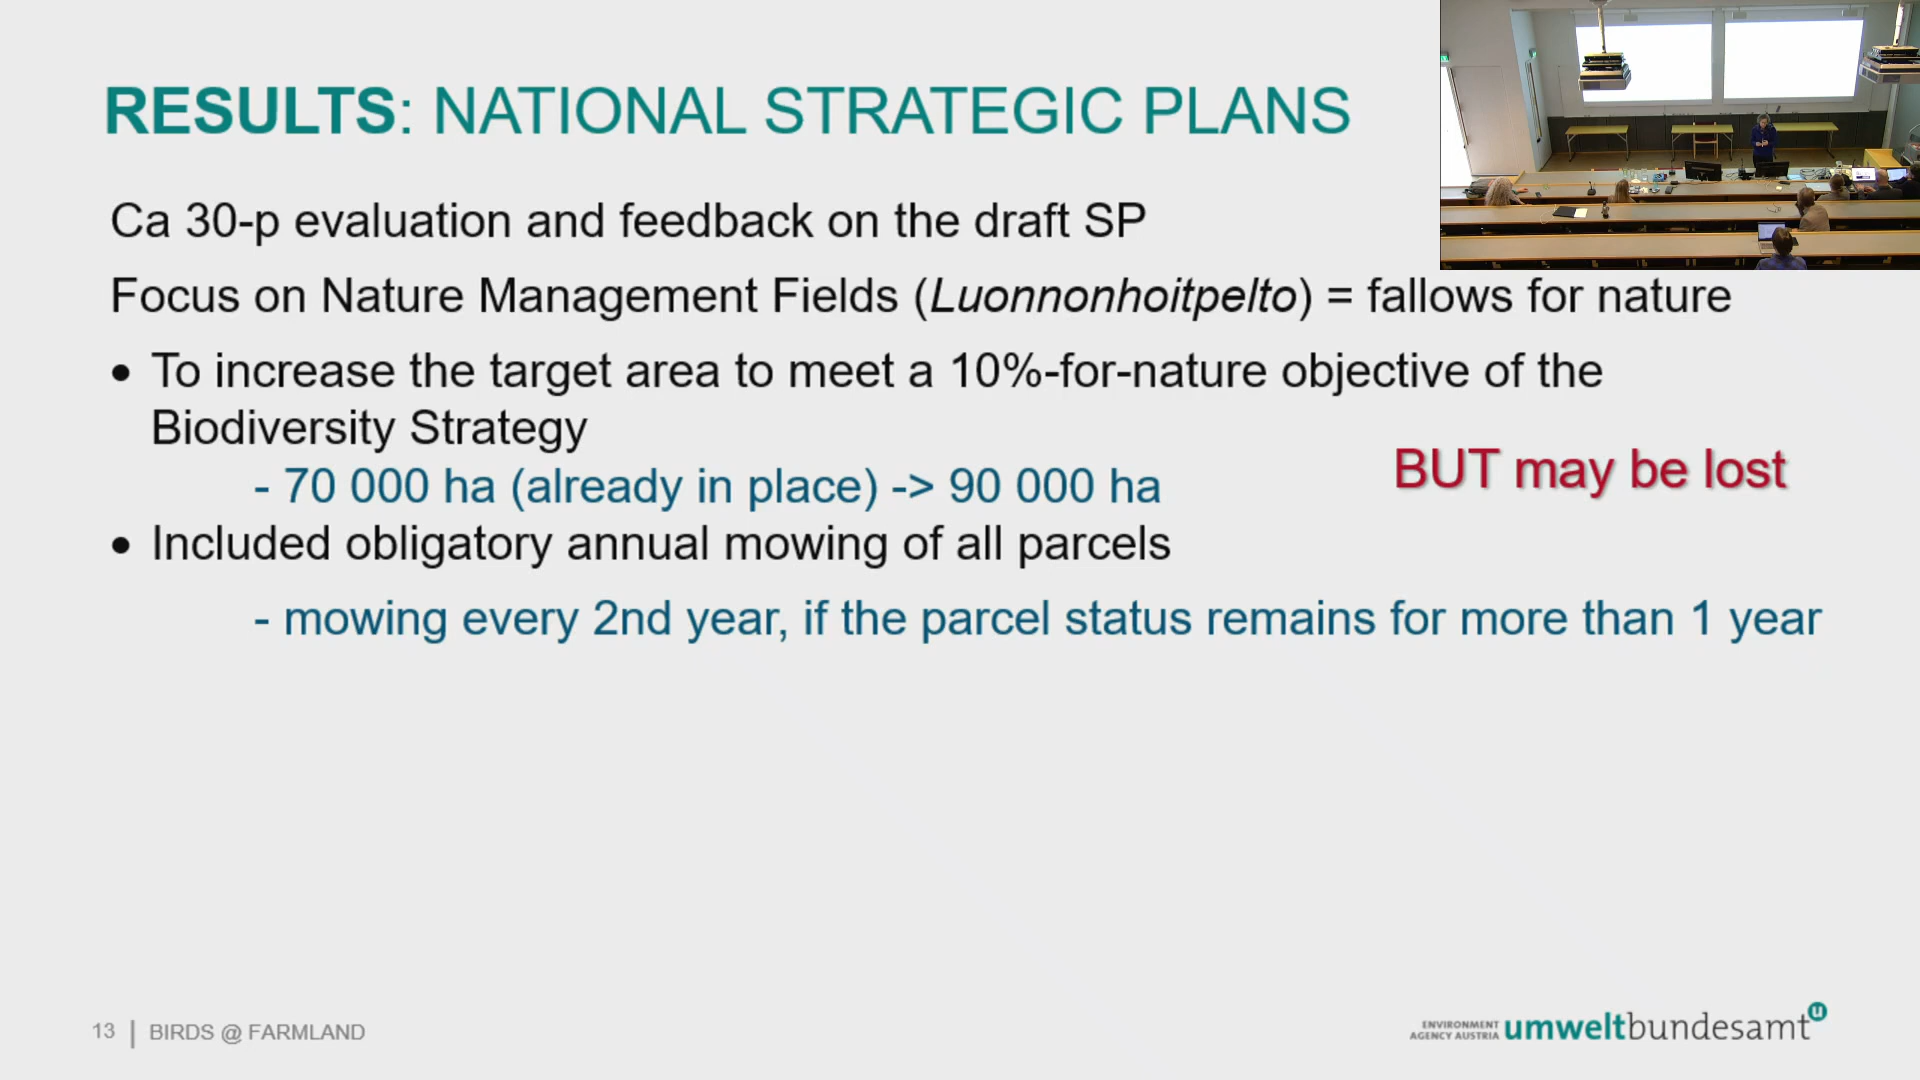 RESULTS: NATIONAL STRATEGIC PLANS
Ca 30-p evaluation and feedback on the draft SP
Focus on Nature Management Fields (Luonnonhoitpelto) = fallows for nature
• To increase the target area to meet a 10%-for-nature objective of the
Biodiversity Strategy
- 70 000 ha (already in place) -> 90 000 ha
BUT may be lost
• Included obligatory annual mowing of all parcels
- mowing every 2nd year, if the parcel status remains for more than 1 year
13 | BIRDS @ FARMLAND
ENVIRONMENT
AGENCY AUSTRIA umweltbundesamt u